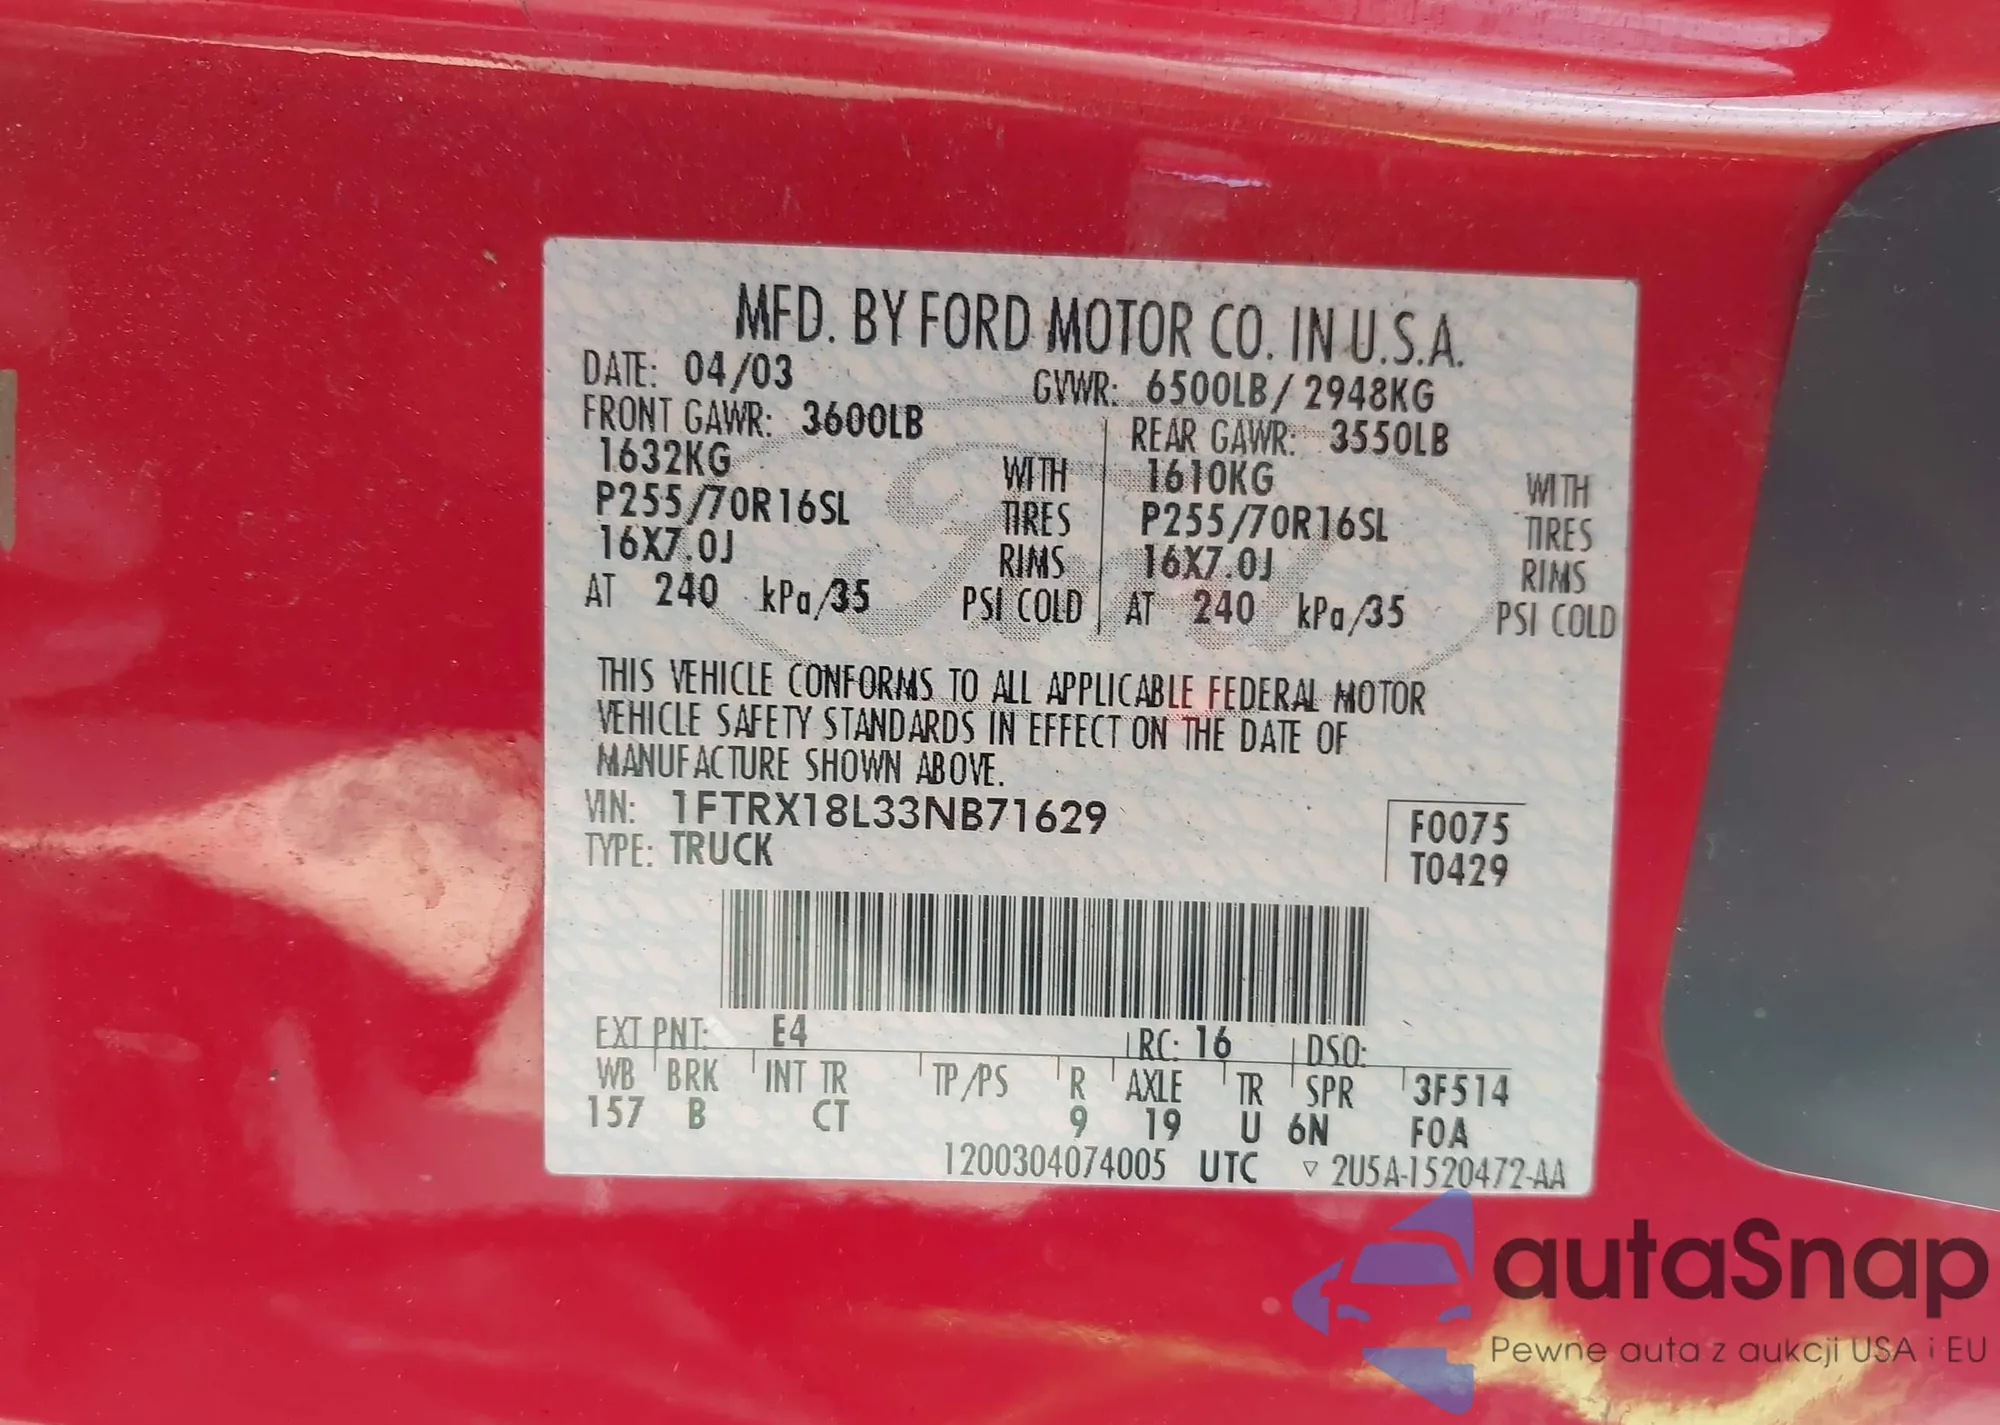 MFD. BY FORD MOTOR CO. IN U.S.A.
DATE: 04/03 GVWR: 6500LB / 2948KG
FRONT GAWR: 3600LB REAR GAWR: 3550LB
1632KG WITH 1610KG WITH
P255/70R16SL TIRES P255/70R16SL TIRES
16X7.0J RIMS 16X7.0J RIMS
AT 240 kPa/35 PSI COLD AT 240 kPa/35 PSI COLD
THIS VEHICLE CONFORMS TO ALL APPLICABLE FEDERAL MOTOR
VEHICLE SAFETY STANDARDS IN EFFECT ON THE DATE OF
MANUFACTURE SHOWN ABOVE.
VIN: 1FTRX18L33NB71629 F0075
TYPE: TRUCK T0429
EXT PNT: E4 RC: 16 DSO:
WB BRK INT TR TP/PS R AXLE TR SPR 3F514
157 B CT 9 19 U 6N F0A
1200304074005 UTC ▽ 2U5A-1520472-AA
Ford
autaSnap
Pewne auta z aukcji USA i EU